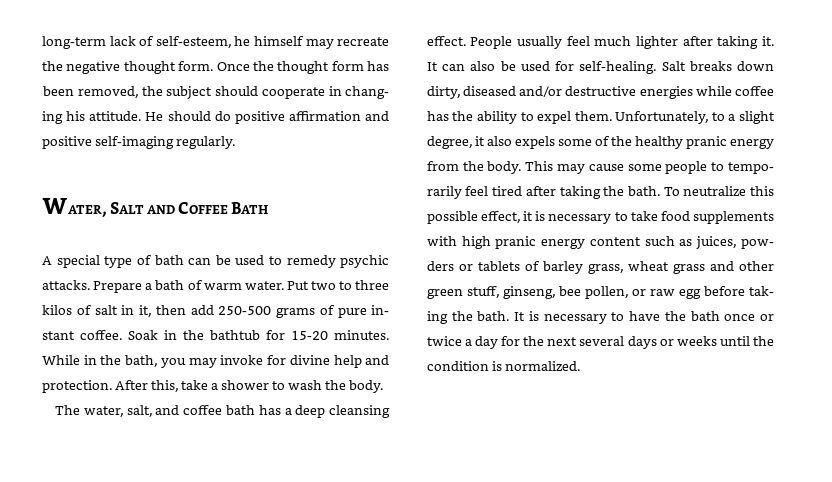 long-term lack of self-esteem, he himself may recreate
the negative thought form. Once the thought form has
been removed, the subject should cooperate in chang-
ing his attitude. He should do positive affirmation and
positive self-imaging regularly.
Water, Salt and Coffee Bath
A special type of bath can be used to remedy psychic
attacks. Prepare a bath of warm water. Put two to three
kilos of salt in it, then add 250-500 grams of pure in-
stant coffee. Soak in the bathtub for 15-20 minutes.
While in the bath, you may invoke for divine help and
protection. After this, take a shower to wash the body.
The water, salt, and coffee bath has a deep cleansing
effect. People usually feel much lighter after taking it.
It can also be used for self-healing. Salt breaks down
dirty, diseased and/or destructive energies while coffee
has the ability to expel them. Unfortunately, to a slight
degree, it also expels some of the healthy pranic energy
from the body. This may cause some people to tempo-
rarily feel tired after taking the bath. To neutralize this
possible effect, it is necessary to take food supplements
with high pranic energy content such as juices, pow-
ders or tablets of barley grass, wheat grass and other
green stuff, ginseng, bee pollen, or raw egg before tak-
ing the bath. It is necessary to have the bath once or
twice a day for the next several days or weeks until the
condition is normalized.